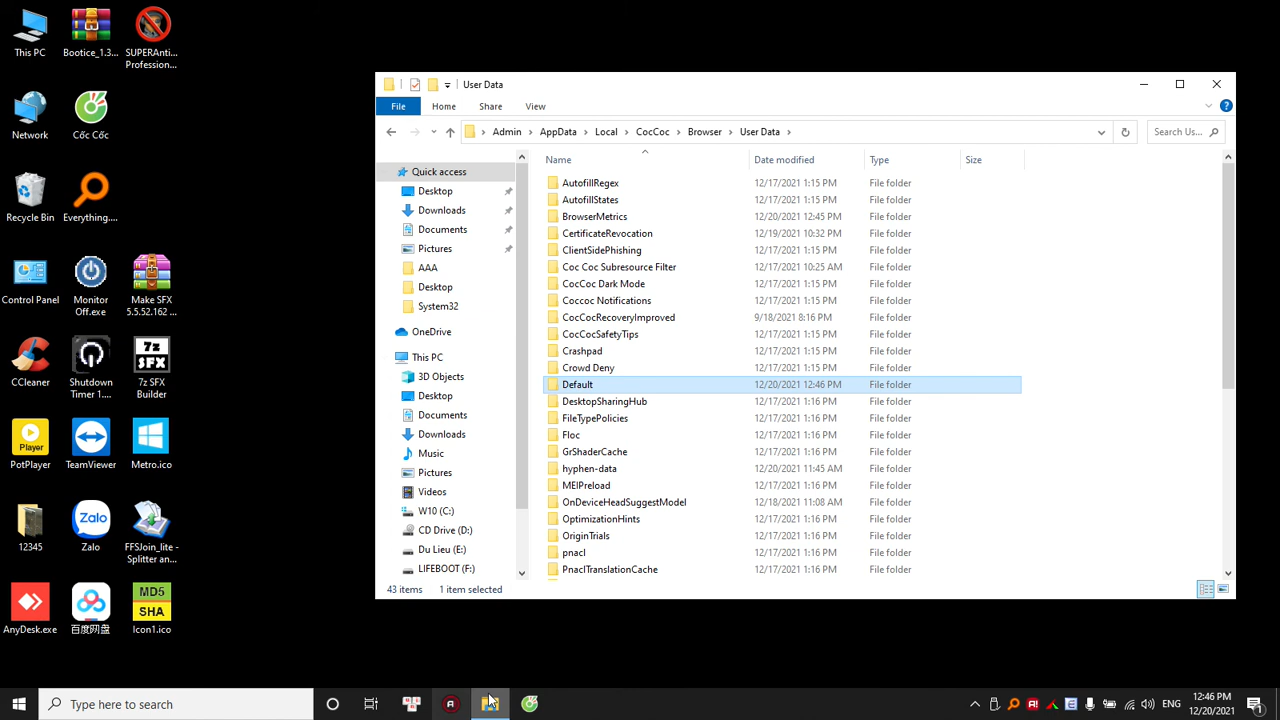 This PC
Bootice_1.3...
SUPERAnti...
Profession...
Network
Cốc Cốc
Recycle Bin
Everything....
Control Panel
Monitor
Off.exe
Make SFX
5.5.52.162 ...
CCleaner
Shutdown
Timer 1....
7z
SFX
7z SFX
Builder
Player
PotPlayer
TeamViewer
Metro.ico
12345
Zalo
Zalo
FFSJoin_lite -
Splitter an...
MD5
SHA
AnyDesk.exe
百度网盘
Icon1.ico
User Data
File
Home
Share
View
Admin
AppData
Local
CocCoc
Browser
User Data
Search Us...
Quick access
Desktop
Downloads
Documents
Pictures
AAA
Desktop
System32
OneDrive
This PC
3D Objects
Desktop
Documents
Downloads
Music
Pictures
Videos
W10 (C:)
CD Drive (D:)
Du Lieu (E:)
LIFEBOOT (F:)
Name Date modified Type Size
AutofillRegex 12/17/2021 1:15 PM File folder
AutofillStates 12/17/2021 1:15 PM File folder
BrowserMetrics 12/20/2021 12:45 PM File folder
CertificateRevocation 12/19/2021 10:32 PM File folder
ClientSidePhishing 12/17/2021 1:15 PM File folder
Coc Coc Subresource Filter 12/17/2021 10:25 AM File folder
CocCoc Dark Mode 12/17/2021 1:15 PM File folder
Coccoc Notifications 12/17/2021 1:15 PM File folder
CocCocRecoveryImproved 9/18/2021 8:16 PM File folder
CocCocSafetyTips 12/17/2021 1:15 PM File folder
Crashpad 12/17/2021 1:15 PM File folder
Crowd Deny 12/17/2021 1:15 PM File folder
Default 12/20/2021 12:46 PM File folder
DesktopSharingHub 12/17/2021 1:16 PM File folder
FileTypePolicies 12/17/2021 1:16 PM File folder
Floc 12/17/2021 1:16 PM File folder
GrShaderCache 12/17/2021 1:16 PM File folder
hyphen-data 12/20/2021 11:45 AM File folder
MEIPreload 12/17/2021 1:16 PM File folder
OnDeviceHeadSuggestModel 12/18/2021 11:08 AM File folder
OptimizationHints 12/17/2021 1:16 PM File folder
OriginTrials 12/17/2021 1:16 PM File folder
pnacl 12/17/2021 1:16 PM File folder
PnaclTranslationCache 12/17/2021 1:16 PM File folder
43 items 1 item selected
Type here to search
ENG
12:46 PM
12/20/2021
1